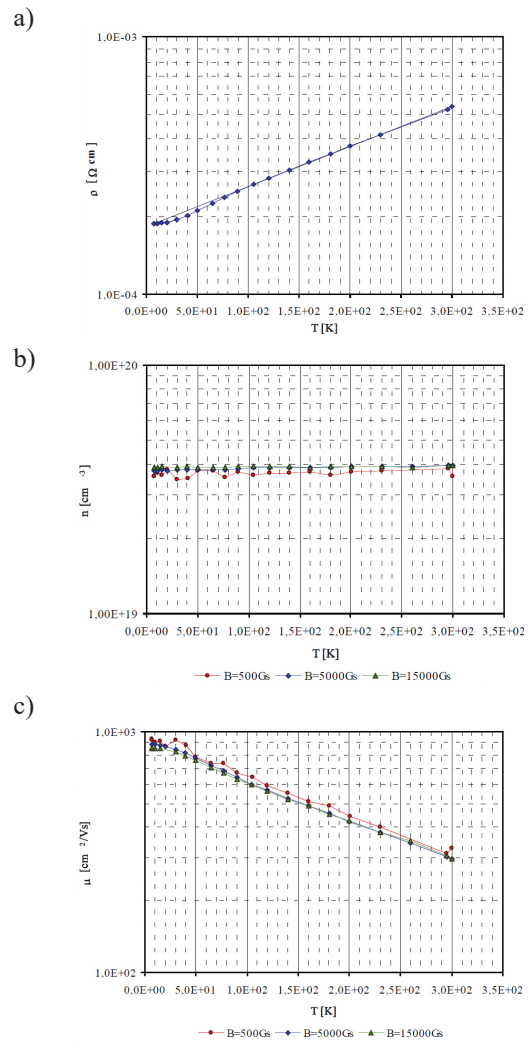 a)
1.0E-03
ρ [Ω cm]
1.0E-04
0,0E+00 5,0E+01 1,0E+02 1,5E+02 2,0E+02 2,5E+02 3,0E+02 3,5E+02
T [K]
b)
1,00E+20
n [cm -3]
1,00E+19
0,0E+00 5,0E+01 1,0E+02 1,5E+02 2,0E+02 2,5E+02 3,0E+02 3,5E+02
T [K]
B=500Gs B=5000Gs B=15000Gs
c)
1,0E+03
μ [cm 2/Vs]
1,0E+02
0,0E+00 5,0E+01 1,0E+02 1,5E+02 2,0E+02 2,5E+02 3,0E+02 3,5E+02
T [K]
B=500Gs B=5000Gs B=15000Gs